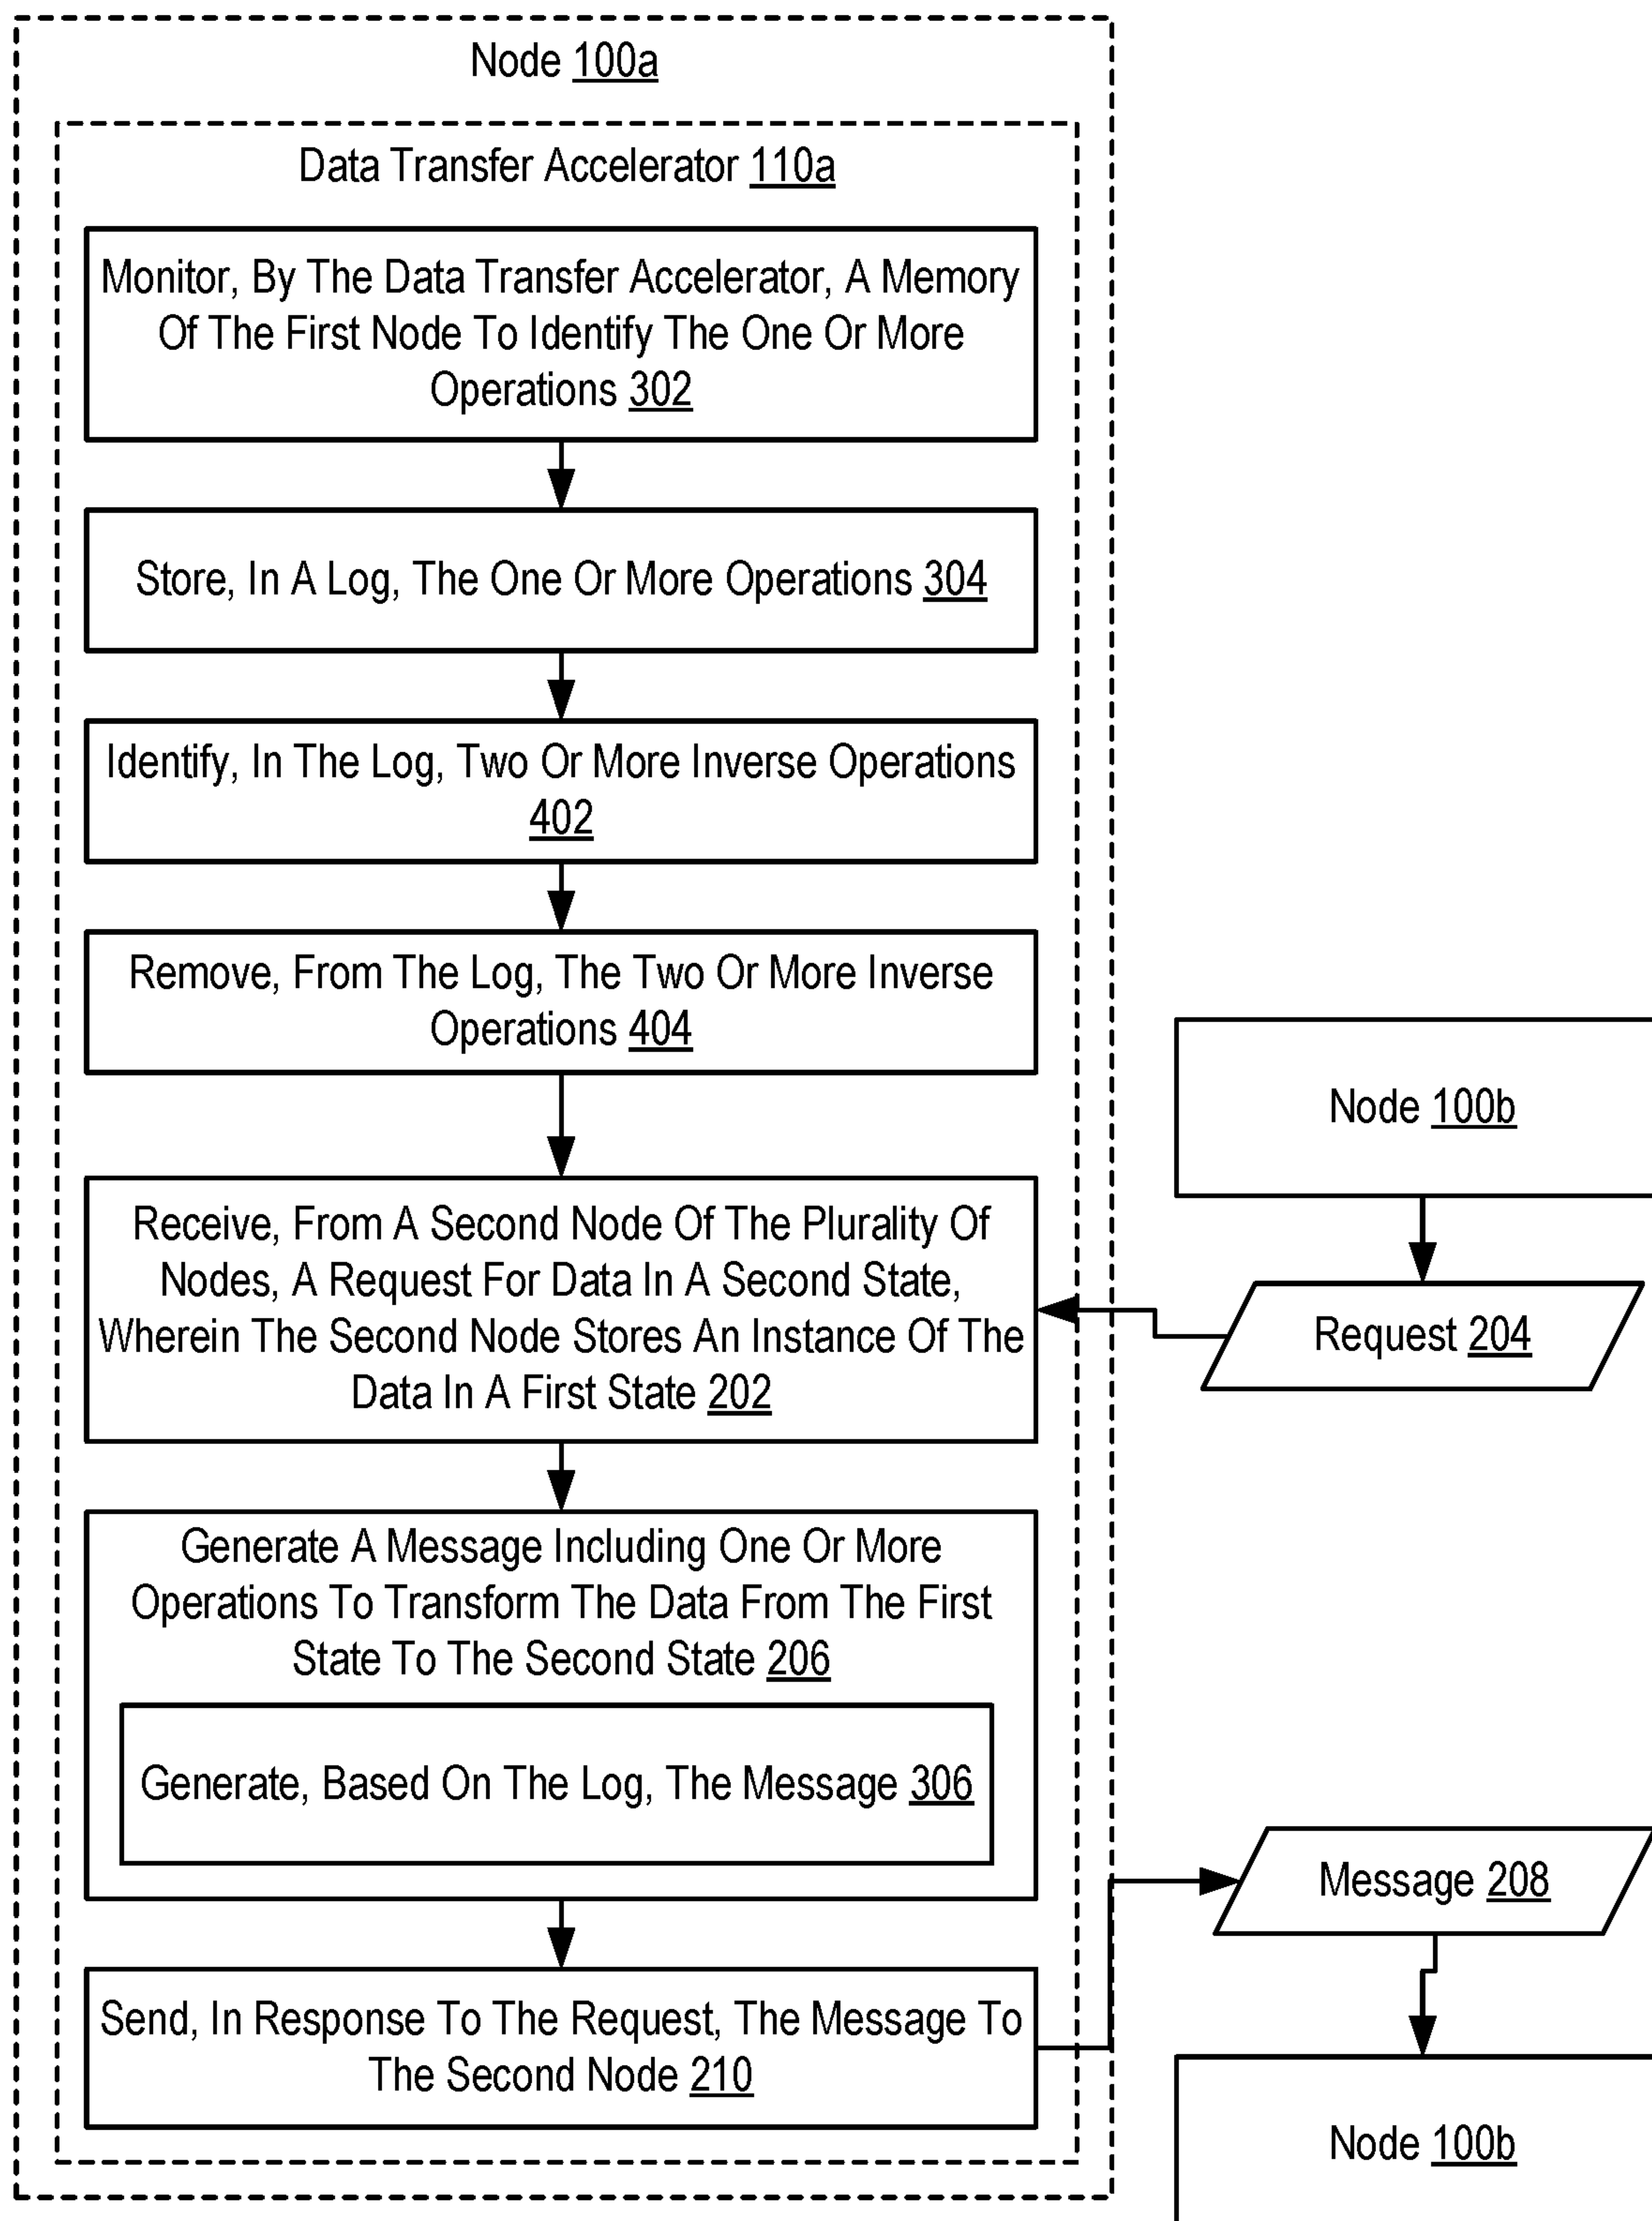 Node 100a
Data Transfer Accelerator 110a
Monitor, By The Data Transfer Accelerator, A Memory
Of The First Node To Identify The One Or More
Operations 302
Store, In A Log, The One Or More Operations 304
Identify, In The Log, Two Or More Inverse Operations
402
Remove, From The Log, The Two Or More Inverse
Operations 404
Node 100b
Receive, From A Second Node Of The Plurality Of
Nodes, A Request For Data In A Second State,
Wherein The Second Node Stores An Instance Of The
Data In A First State 202
Request 204
Generate A Message Including One Or More
Operations To Transform The Data From The First
State To The Second State 206
Generate, Based On The Log, The Message 306
Message 208
Send, In Response To The Request, The Message To
The Second Node 210
Node 100b